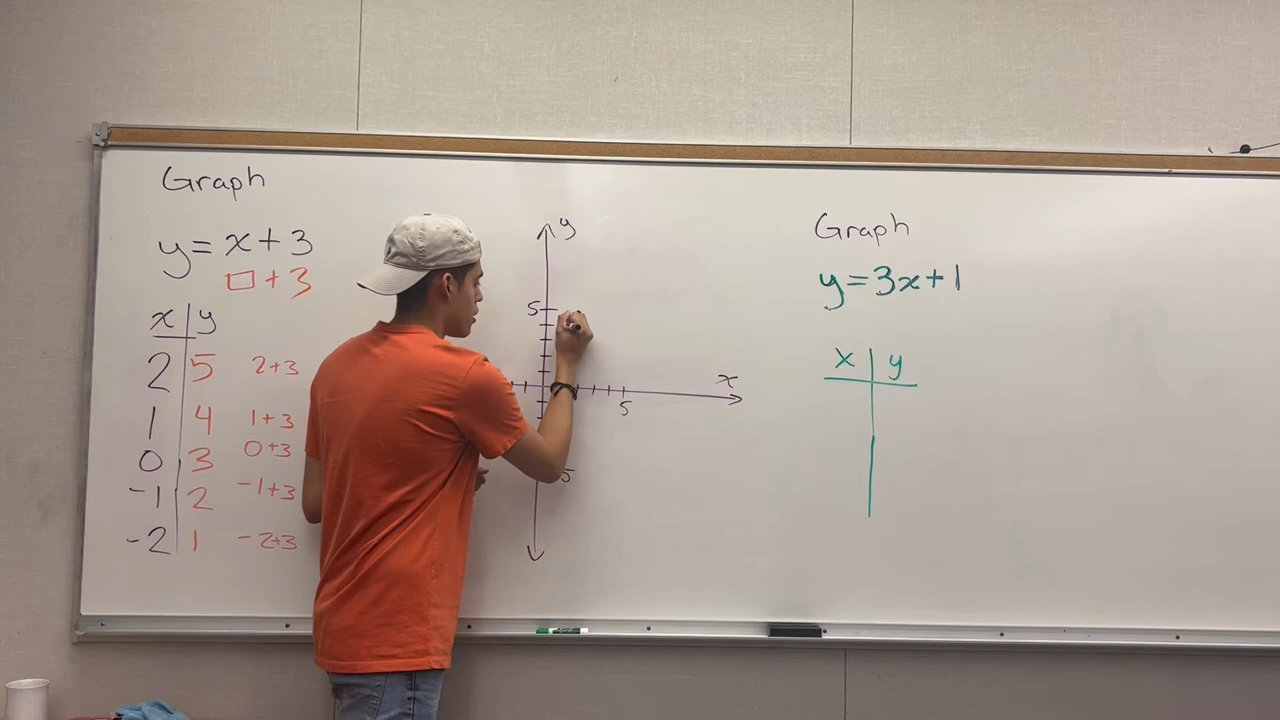 Graph
y = x + 3
□ + 3
x y
2 5 2+3
1 4 1+3
0 3 0+3
-1 2 -1+3
-2 1 -2+3
y
5
x
5
5
Graph
y=3x+1
x y